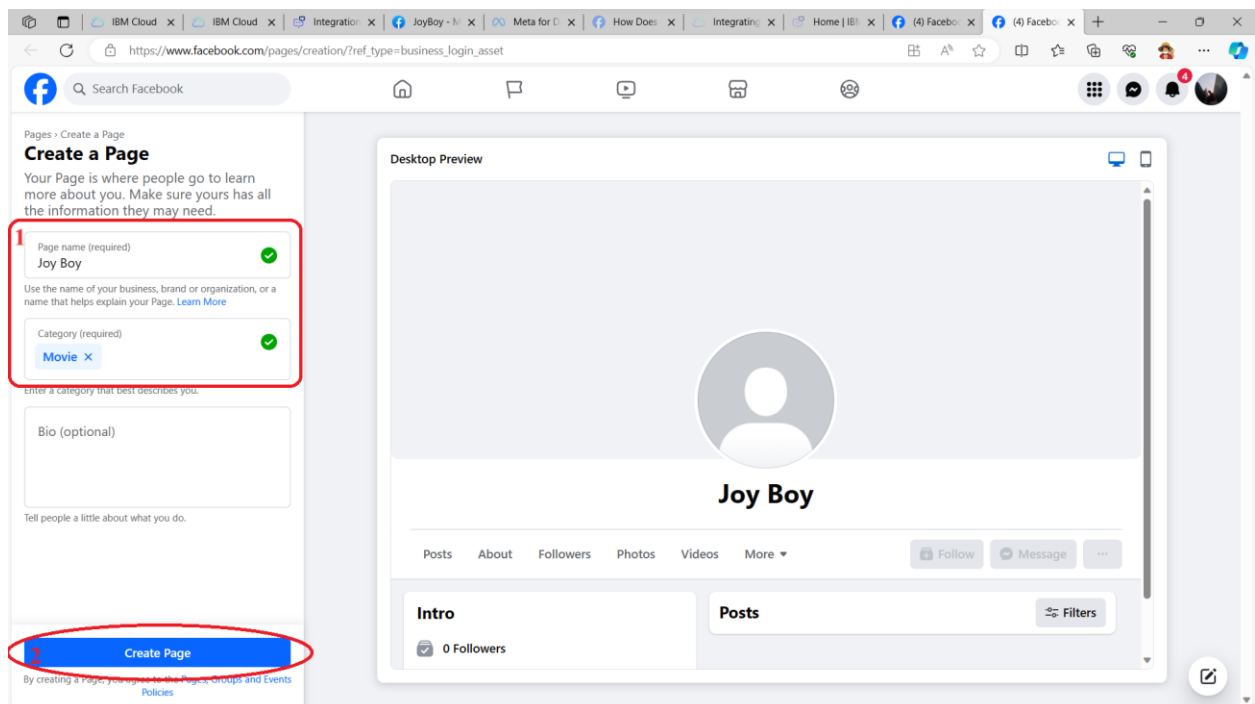 IBM Cloud
IBM Cloud
Integration
JoyBoy - M
Meta for D
How Does
Integrating
Home | IBM
(4) Faceboo
(4) Faceboo
https://www.facebook.com/pages/creation/?ref_type=business_login_asset
Search Facebook
4
Pages › Create a Page
Create a Page
Your Page is where people go to learn
more about you. Make sure yours has all
the information they may need.
1
Page name (required)
Joy Boy
Use the name of your business, brand or organization, or a
name that helps explain your Page. Learn More
Category (required)
Movie ×
Enter a category that best describes you.
Bio (optional)
Tell people a little about what you do.
2
Create Page
By creating a Page, you agree to the Pages, Groups and Events
Policies
Desktop Preview
Joy Boy
Posts About Followers Photos Videos More
Follow
Message
...
Intro
0 Followers
Posts
Filters